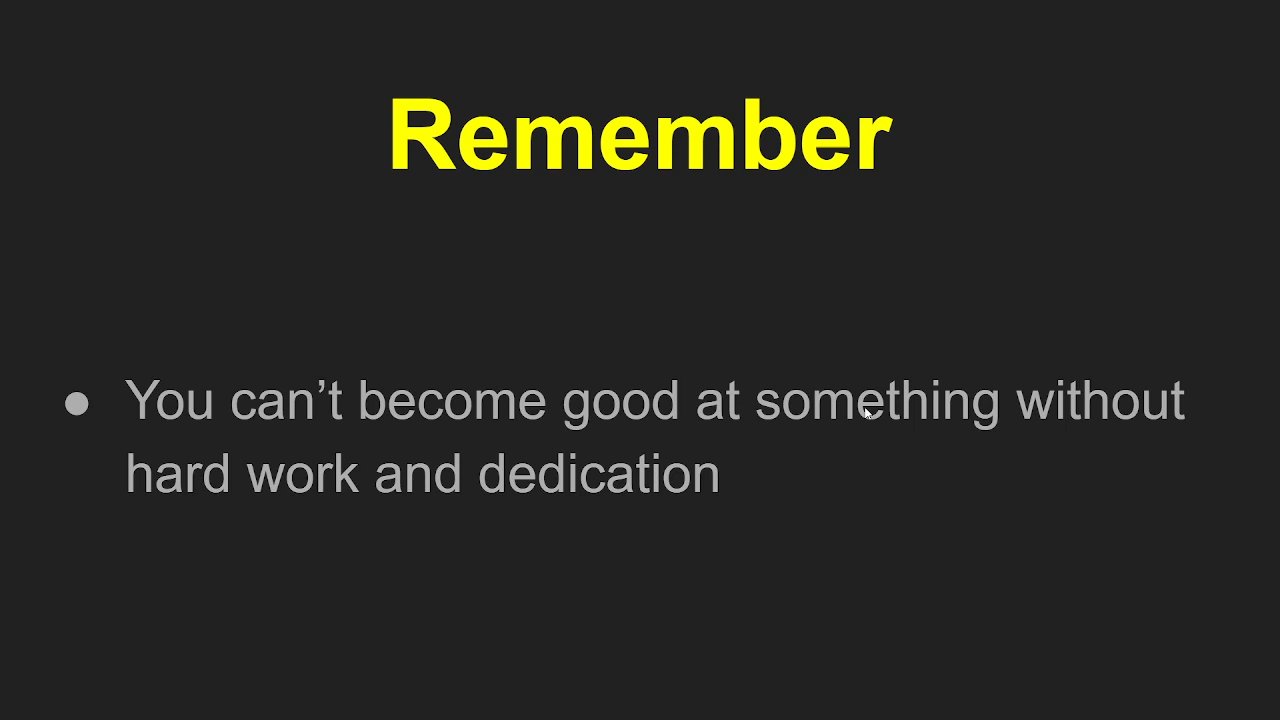 Remember
● You can’t become good at something without
hard work and dedication